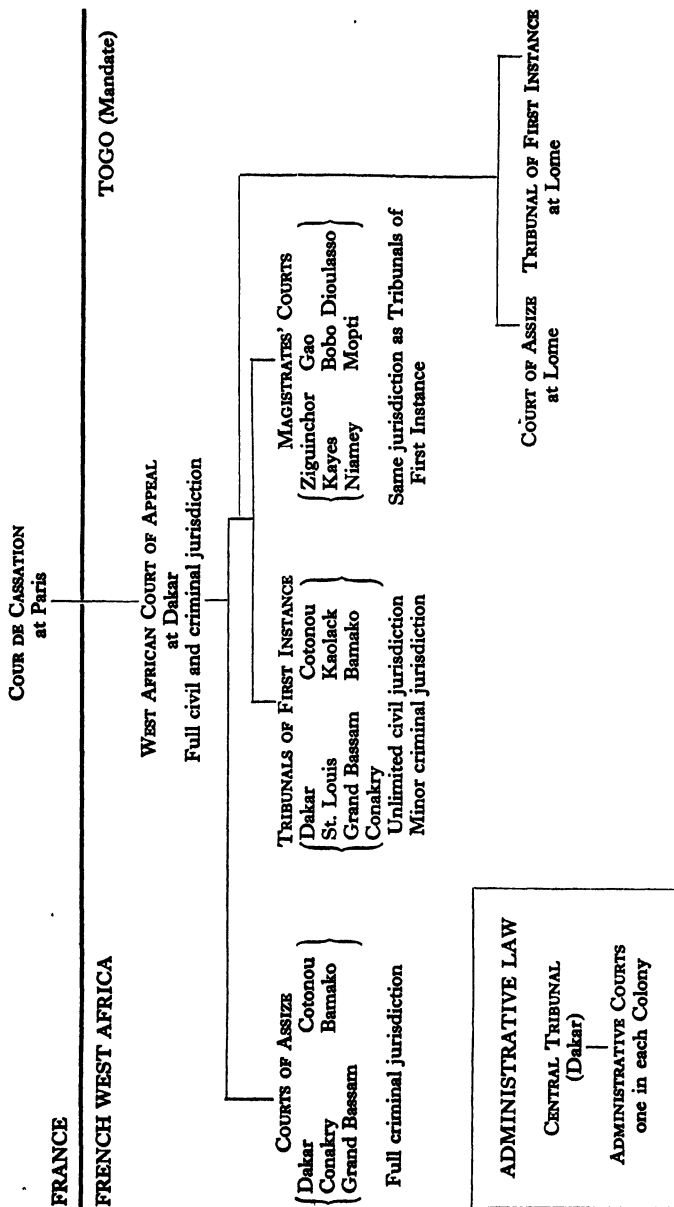 FRANCE
COUR DE CASSATION
at Paris
FRENCH WEST AFRICA
TOGO (Mandate)
WEST AFRICAN COURT OF APPEAL
at Dakar
Full civil and criminal jurisdiction
COURTS OF ASSIZE
Dakar Cotonou
Conakry Bamako
Grand Bassam
Full criminal jurisdiction
TRIBUNALS OF FIRST INSTANCE
Dakar Cotonou
St. Louis Kaolack
Grand Bassam Bamako
Conakry
Unlimited civil jurisdiction
Minor criminal jurisdiction
MAGISTRATES' COURTS
Ziguinchor Gao
Kayes Bobo Dioulasso
Niamey Mopti
Same jurisdiction as Tribunals of
First Instance
COURT OF ASSIZE
at Lome
TRIBUNAL OF FIRST INSTANCE
at Lome
ADMINISTRATIVE LAW
CENTRAL TRIBUNAL
(Dakar)
ADMINISTRATIVE COURTS
one in each Colony